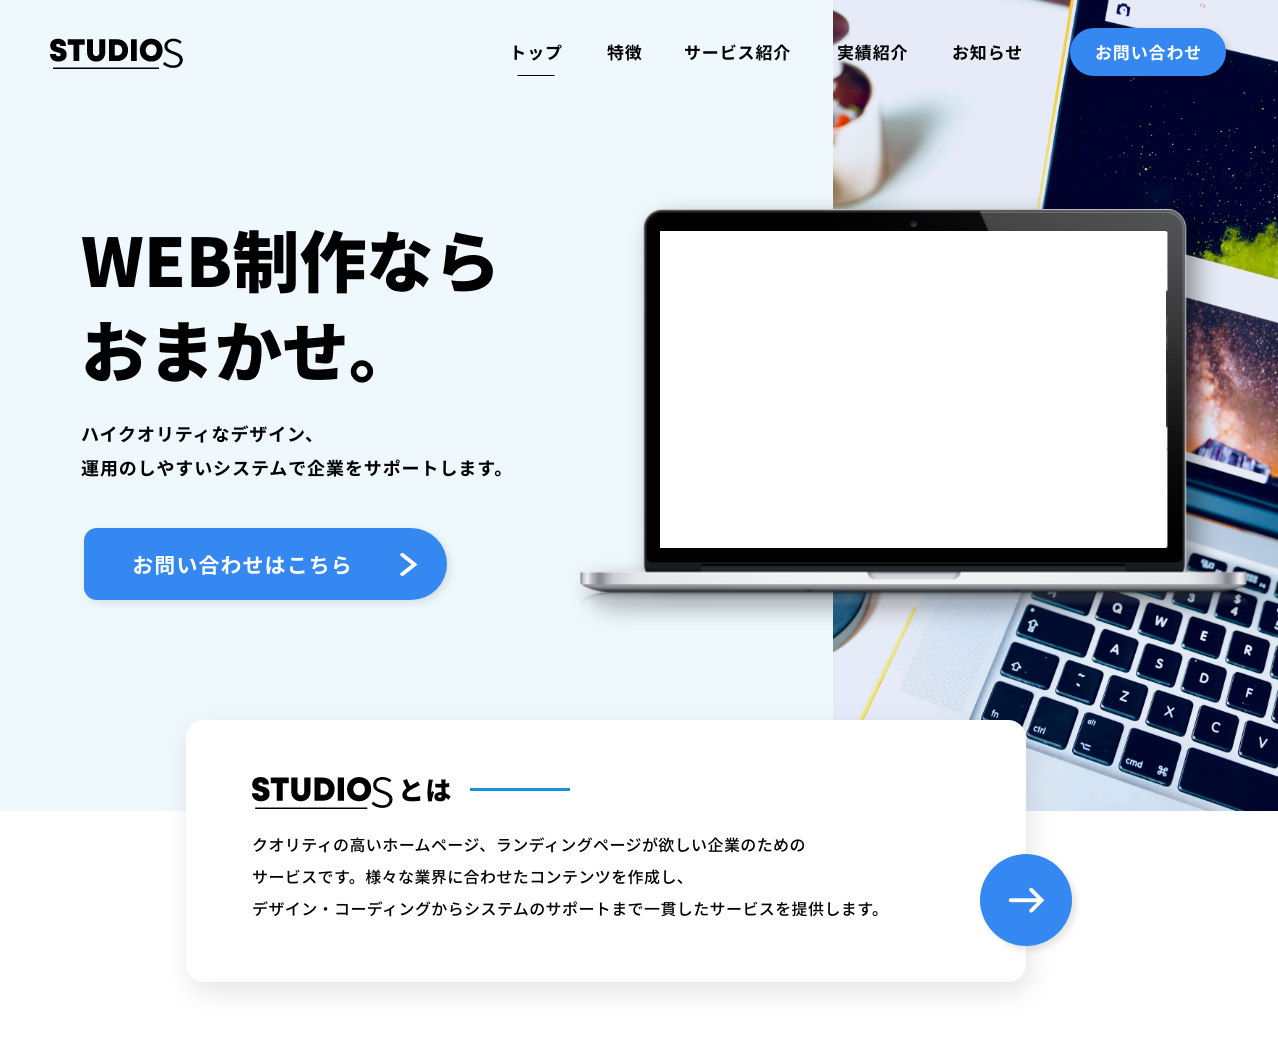 STUDIOS
トップ 特徴 サービス紹介 実績紹介 お知らせ お問い合わせ
WEB制作なら
おまかせ。
ハイクオリティなデザイン、
運用のしやすいシステムで企業をサポートします。
お問い合わせはこちら
3 $ 4
Q W E R
A S D F
~ Z X C V
fn ctrl alt cmd
STUDIOSとは
クオリティの高いホームページ、ランディングページが欲しい企業のための
サービスです。様々な業界に合わせたコンテンツを作成し、
デザイン・コーディングからシステムのサポートまで一貫したサービスを提供します。